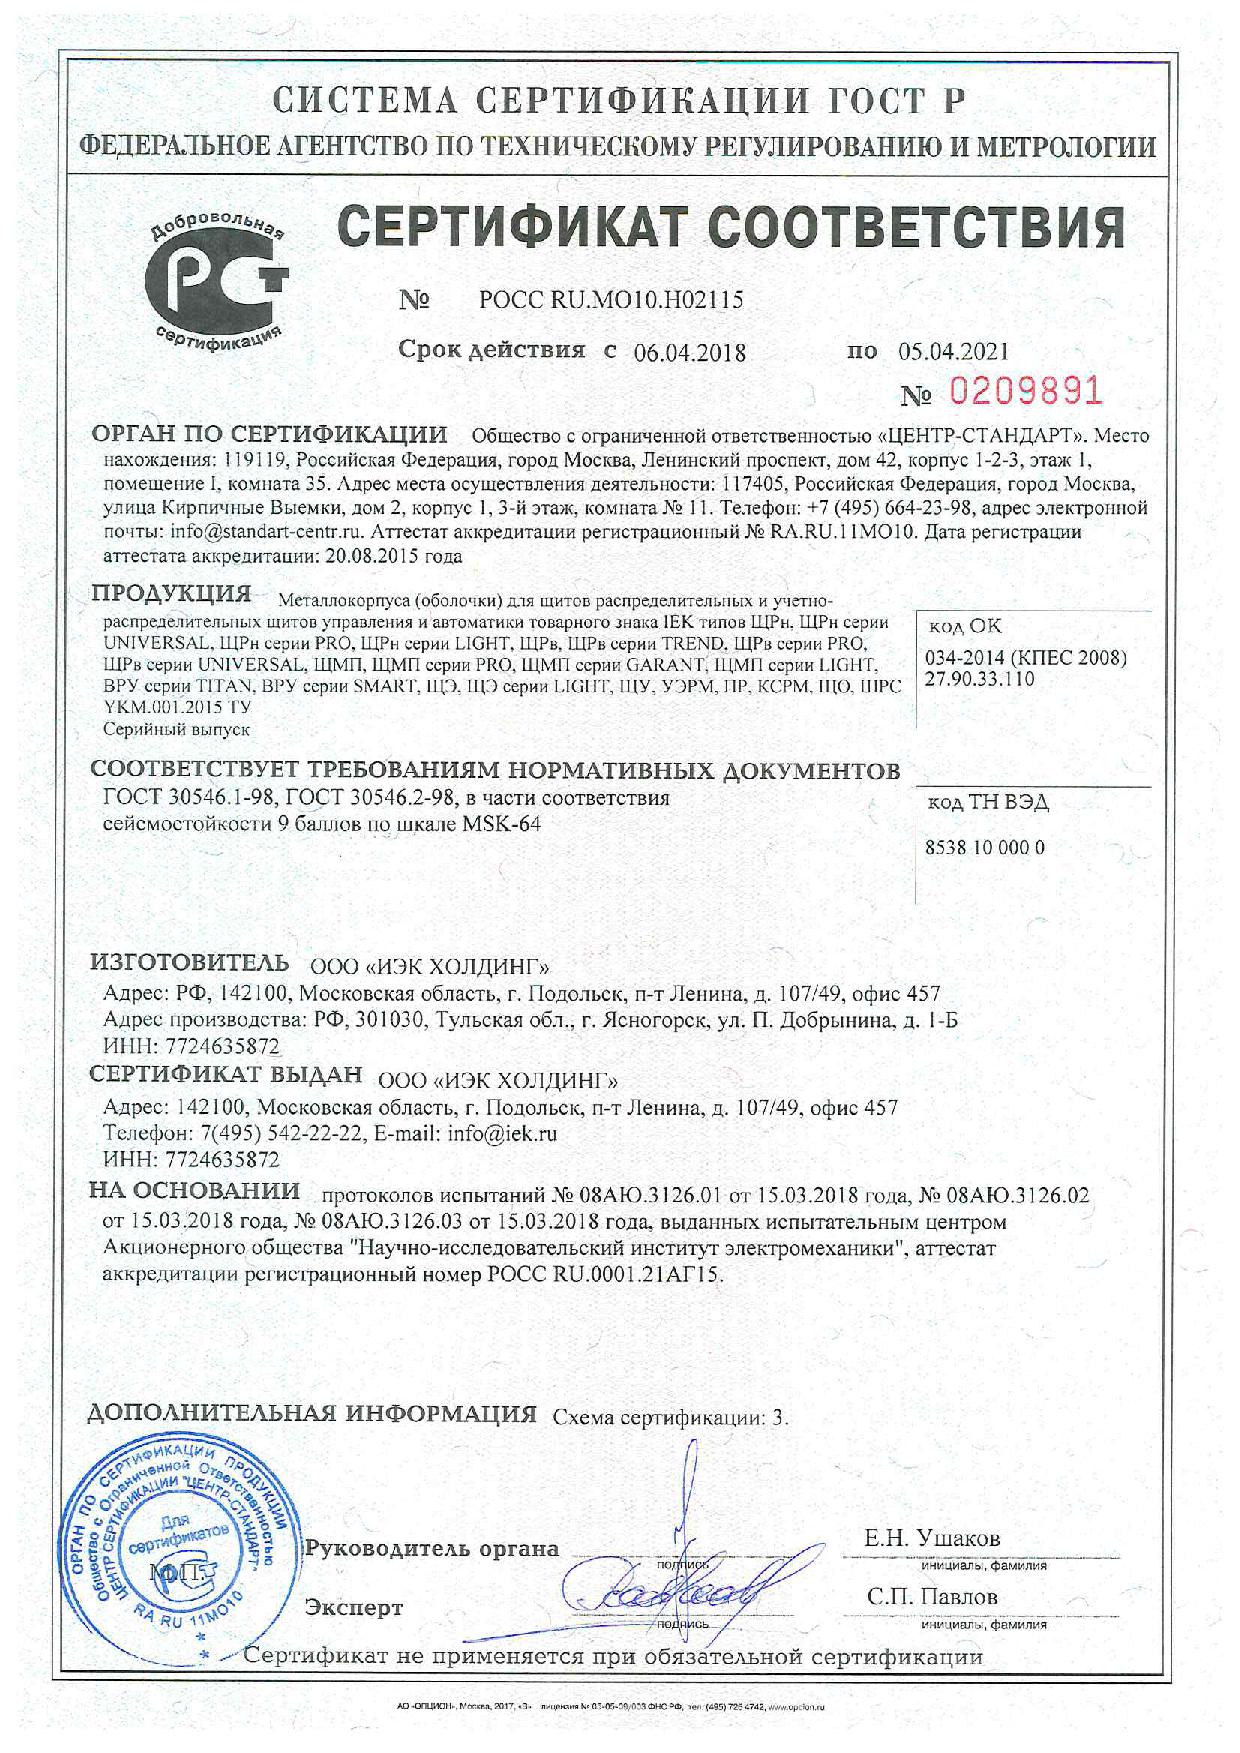 СИСТЕМА СЕРТИФИКАЦИИ ГОСТ Р
ФЕДЕРАЛЬНОЕ АГЕНТСТВО ПО ТЕХНИЧЕСКОМУ РЕГУЛИРОВАНИЮ И МЕТРОЛОГИИ
Добровольная
РСТ
сертификация
СЕРТИФИКАТ СООТВЕТСТВИЯ
№ РОСС RU.МО10.Н02115
Срок действия с 06.04.2018 по 05.04.2021
№ 0209891
ОРГАН ПО СЕРТИФИКАЦИИ Общество с ограниченной ответственностью «ЦЕНТР-СТАНДАРТ». Место
нахождения: 119119, Российская Федерация, город Москва, Ленинский проспект, дом 42, корпус 1-2-3, этаж 1,
помещение I, комната 35. Адрес места осуществления деятельности: 117405, Российская Федерация, город Москва,
улица Кирпичные Выемки, дом 2, корпус 1, 3-й этаж, комната № 11. Телефон: +7 (495) 664-23-98, адрес электронной
почты: info@standart-centr.ru. Аттестат аккредитации регистрационный № RA.RU.11МО10. Дата регистрации
аттестата аккредитации: 20.08.2015 года
ПРОДУКЦИЯ Металлокорпуса (оболочки) для щитов распределительных и учетно-
распределительных щитов управления и автоматики товарного знака IEK типов ЩРн, ЩРн серии
UNIVERSAL, ЩРн серии PRO, ЩРн серии LIGHT, ЩРв, ЩРв серии TREND, ЩРв серии PRO,
ЩРв серии UNIVERSAL, ЩМП, ЩМП серии PRO, ЩМП серии GARANT, ЩМП серии LIGHT,
ВРУ серии TITAN, ВРУ серии SMART, ЩЭ, ЩЭ серии LIGHT, ЩУ, УЭРМ, ПР, КСРМ, ЩО, ШРС
YKM.001.2015 ТУ
Серийный выпуск
код ОК
034-2014 (КПЕС 2008)
27.90.33.110
СООТВЕТСТВУЕТ ТРЕБОВАНИЯМ НОРМАТИВНЫХ ДОКУМЕНТОВ
ГОСТ 30546.1-98, ГОСТ 30546.2-98, в части соответствия
сейсмостойкости 9 баллов по шкале MSK-64
код ТН ВЭД
8538 10 000 0
ИЗГОТОВИТЕЛЬ ООО «ИЭК ХОЛДИНГ»
Адрес: РФ, 142100, Московская область, г. Подольск, п-т Ленина, д. 107/49, офис 457
Адрес производства: РФ, 301030, Тульская обл., г. Ясногорск, ул. П. Добрынина, д. 1-Б
ИНН: 7724635872
СЕРТИФИКАТ ВЫДАН ООО «ИЭК ХОЛДИНГ»
Адрес: 142100, Московская область, г. Подольск, п-т Ленина, д. 107/49, офис 457
Телефон: 7(495) 542-22-22, E-mail: info@iek.ru
ИНН: 7724635872
НА ОСНОВАНИИ протоколов испытаний № 08АЮ.3126.01 от 15.03.2018 года, № 08АЮ.3126.02
от 15.03.2018 года, № 08АЮ.3126.03 от 15.03.2018 года, выданных испытательным центром
Акционерного общества "Научно-исследовательский институт электромеханики", аттестат
аккредитации регистрационный номер РОСС RU.0001.21АГ15.
ДОПОЛНИТЕЛЬНАЯ ИНФОРМАЦИЯ Схема сертификации: 3.
ОРГАН ПО СЕРТИФИКАЦИИ ПРОДУКЦИИ
Общество с Ограниченной Ответственностью
ЦЕНТР СЕРТИФИКАЦИИ "ЦЕНТР-СТАНДАРТ"
Для
сертификатов
М.П.
RA RU 11МО10
Руководитель органа
подпись
Е.Н. Ушаков
инициалы, фамилия
Эксперт
подпись
С.П. Павлов
инициалы, фамилия
Сертификат не применяется при обязательной сертификации
АО «ОПЦИОН», Москва, 2017, «В» лицензия № 05-05-09/003 ФНС РФ, тел. (495) 726 4742, www.opcion.ru